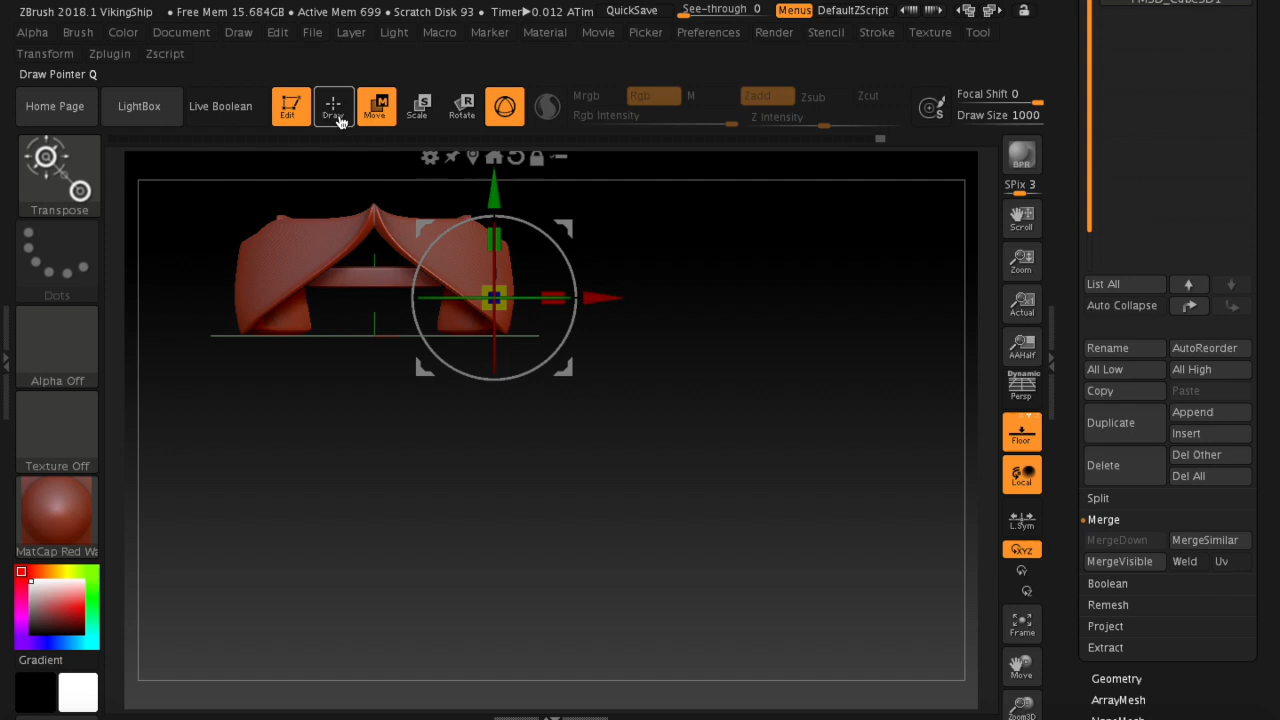 ZBrush 2018.1 VikingShip • Free Mem 15.684GB • Active Mem 699 • Scratch Disk 93 • Timer▶0.012 ATim QuickSave See-through 0 Menus DefaultZScript
Alpha Brush Color Document Draw Edit File Layer Light Macro Marker Material Movie Picker Preferences Render Stencil Stroke Texture Tool
Transform Zplugin Zscript
Draw Pointer Q
Home Page LightBox Live Boolean Edit Draw Move Scale Rotate Mrgb Rgb M Zadd Zsub Zcut Focal Shift 0
Rgb Intensity Z Intensity Draw Size 1000
Transpose
Dots
Alpha Off
Texture Off
MatCap Red Wa
Gradient
BPR
SPix 3
Scroll
Zoom
Actual
AAHalf
Dynamic
Persp
Floor
Local
L.Sym
XYZ
Frame
Move
Zoom3D
List All
Auto Collapse
Rename AutoReorder
All Low All High
Copy Paste
Duplicate Append
Insert
Delete Del Other
Del All
Split
Merge
MergeDown MergeSimilar
MergeVisible Weld Uv
Boolean
Remesh
Project
Extract
Geometry
ArrayMesh